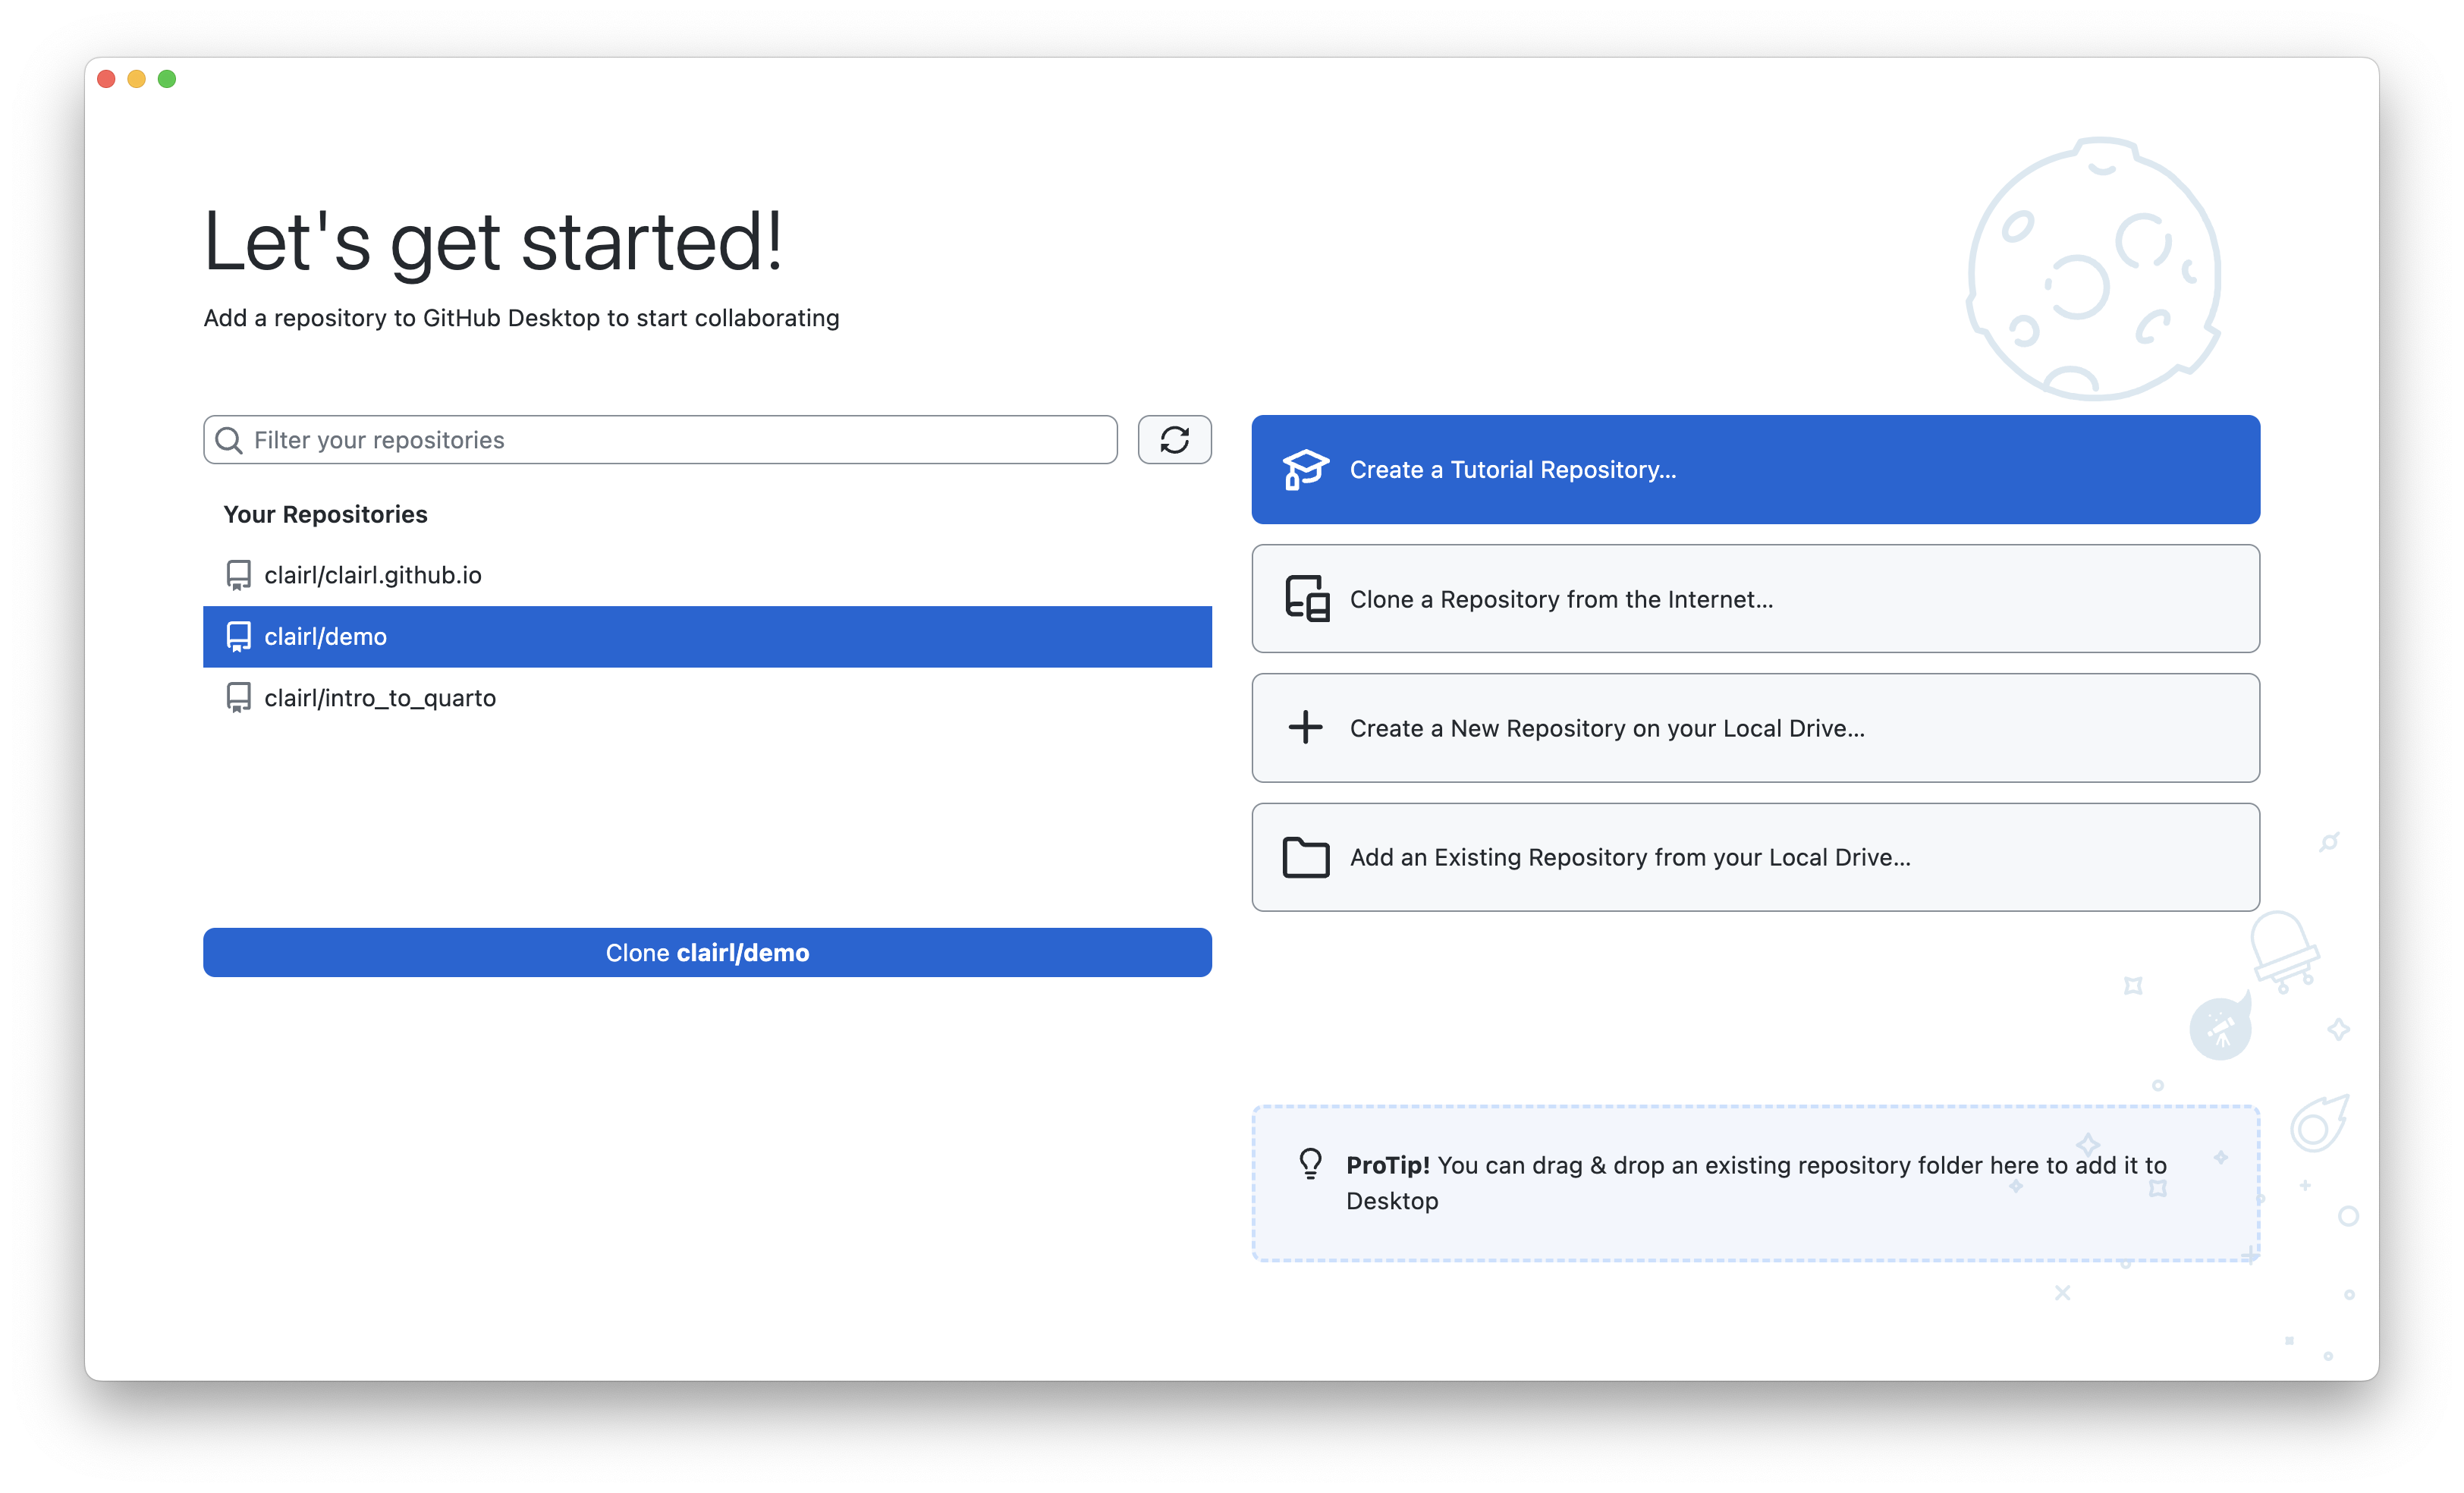 Let's get started!
Add a repository to GitHub Desktop to start collaborating
Filter your repositories
Your Repositories
clairl/clairl.github.io
clairl/demo
clairl/intro_to_quarto
Clone clairl/demo
Create a Tutorial Repository...
Clone a Repository from the Internet...
Create a New Repository on your Local Drive...
Add an Existing Repository from your Local Drive...
ProTip! You can drag & drop an existing repository folder here to add it to
Desktop